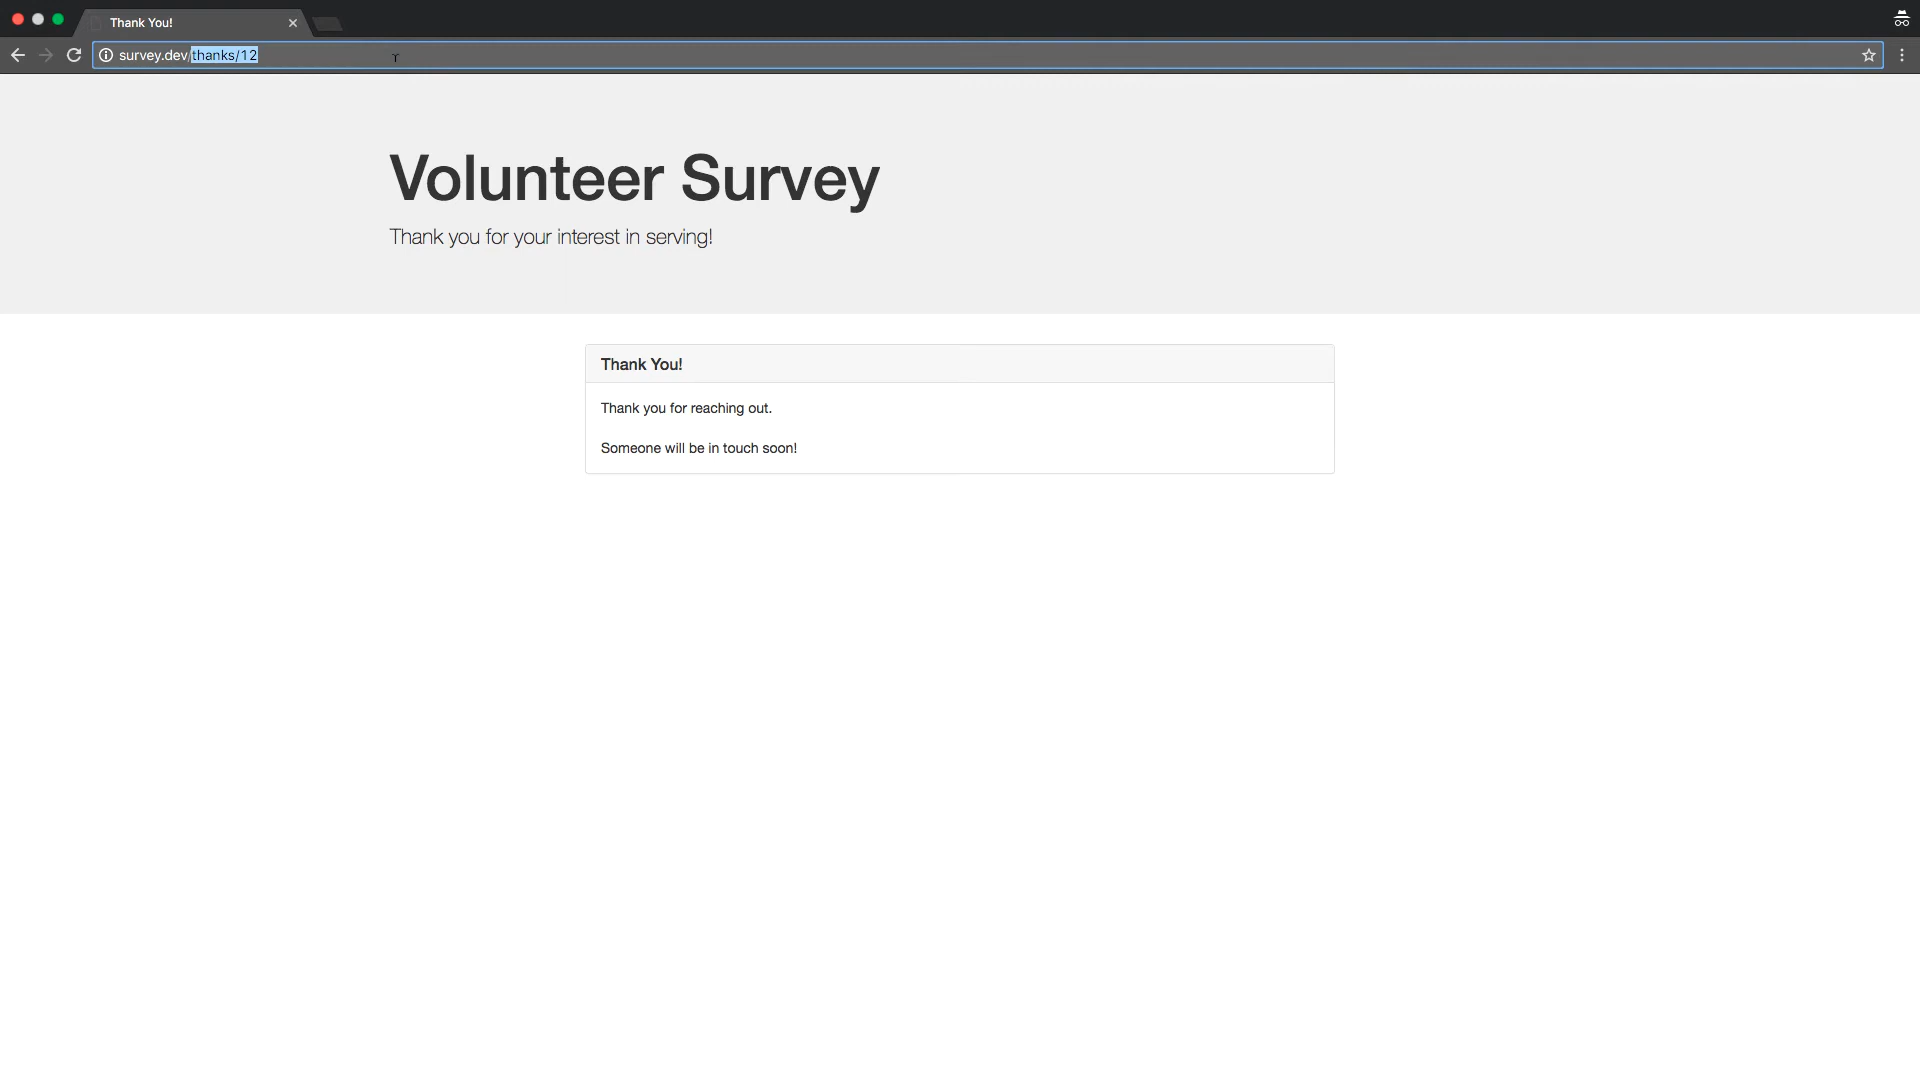 Thank You!
survey.dev/thanks/12
Volunteer Survey
Thank you for your interest in serving!
Thank You!
Thank you for reaching out.
Someone will be in touch soon!